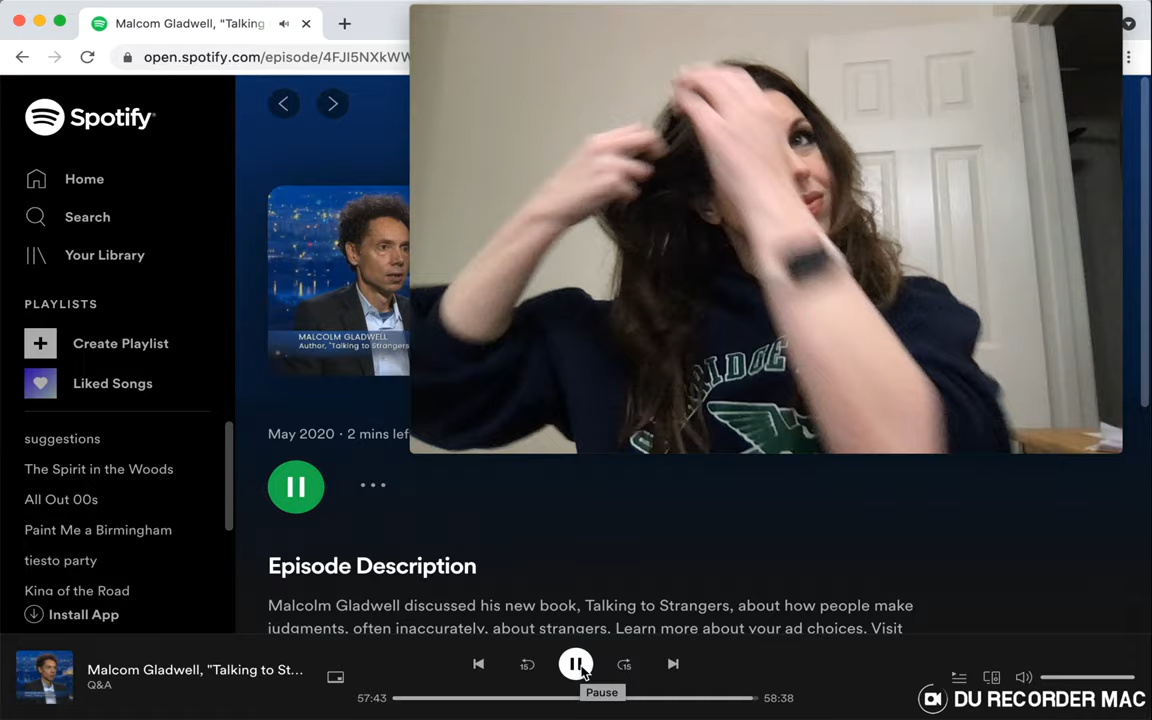 Malcom Gladwell, "Talking
open.spotify.com/episode/4FJI5NXkWW
Spotify
Home
Search
Your Library
PLAYLISTS
Create Playlist
Liked Songs
suggestions
The Spirit in the Woods
All Out 00s
Paint Me a Birmingham
tiesto party
King of the Road
Install App
MALCOLM GLADWELL
Author, "Talking to Strangers
May 2020 · 2 mins left
RIDGE
Episode Description
Malcolm Gladwell discussed his new book, Talking to Strangers, about how people make
judgments, often inaccurately, about strangers. Learn more about your ad choices. Visit
Malcom Gladwell, "Talking to St...
Q&A
15
15
Pause
57:43
58:38
DU RECORDER MAC